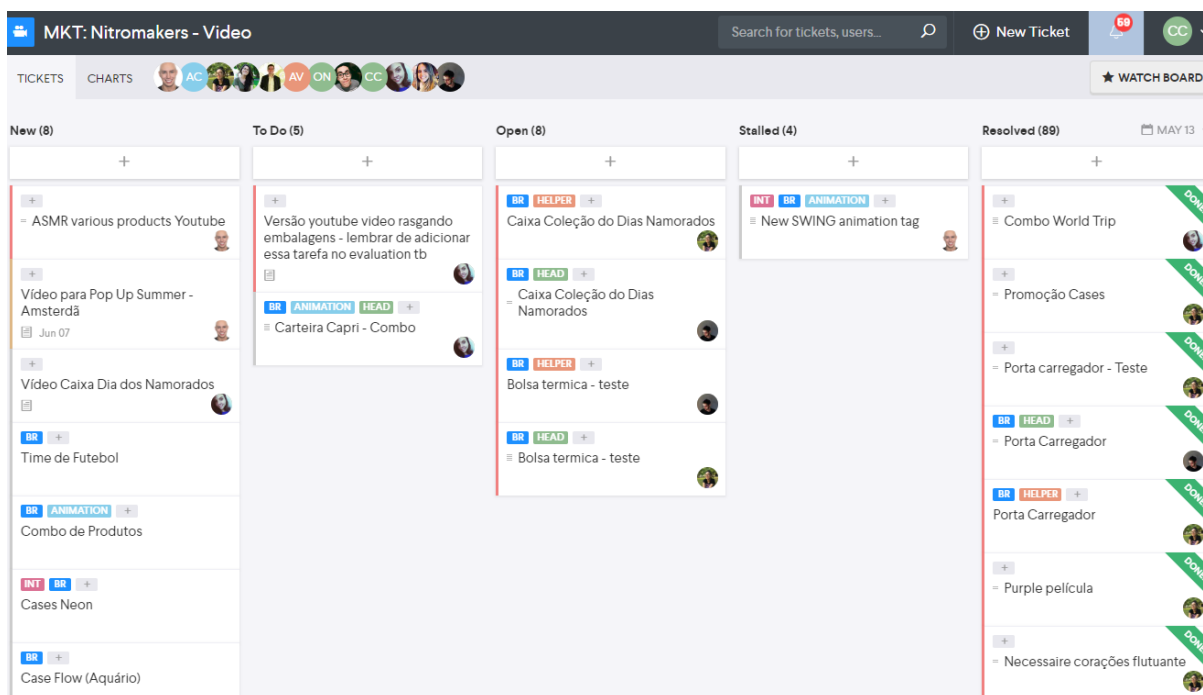 MKT: Nitromakers - Video
Search for tickets, users...
New Ticket
69
CC
TICKETS
CHARTS
AC
AV
ON
CC
WATCH BOARD
New (8)
To Do (5)
Open (8)
Stalled (4)
Resolved (89)
MAY 13
+
+
+
+
+
+
ASMR various products Youtube
+
Vídeo para Pop Up Summer -
Amsterdã
Jun 07
+
Vídeo Caixa Dia dos Namorados
BR +
Time de Futebol
BR ANIMATION +
Combo de Produtos
INT BR +
Cases Neon
BR +
Case Flow (Aquário)
+
Versão youtube video rasgando
embalagens - lembrar de adicionar
essa tarefa no evaluation tb
BR ANIMATION HEAD +
Carteira Capri - Combo
BR HELPER +
Caixa Coleção do Dias Namorados
BR HEAD +
Caixa Coleção do Dias
Namorados
BR HELPER +
Bolsa termica - teste
BR HEAD +
Bolsa termica - teste
INT BR ANIMATION +
New SWING animation tag
+
DONE
Combo World Trip
+
DONE
Promoção Cases
+
DONE
Porta carregador - Teste
BR HEAD +
DONE
Porta Carregador
BR HELPER +
DONE
Porta Carregador
+
DONE
Purple película
+
DONE
Necessaire corações flutuante